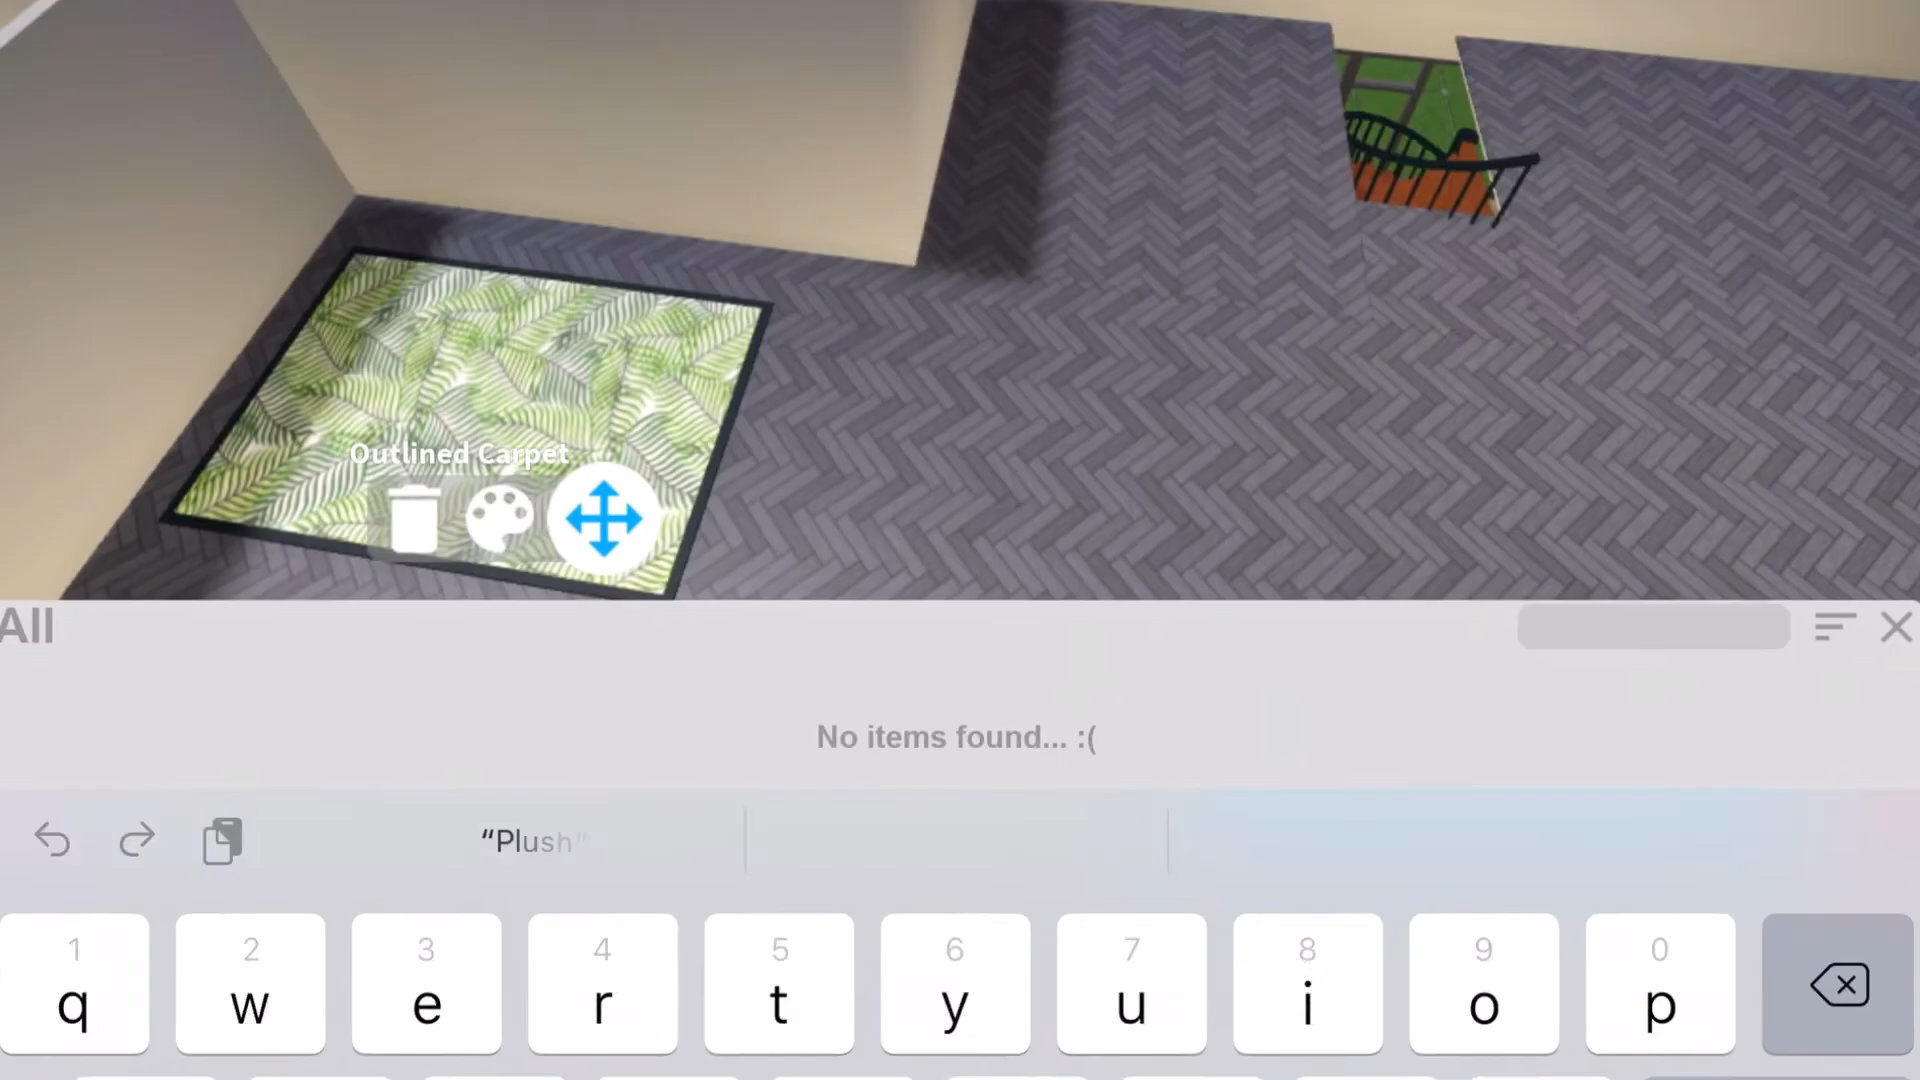 Outlined Carpet
All
No items found... :(
“Plush”
1 2 3 4 5 6 7 8 9 0
q w e r t y u i o p